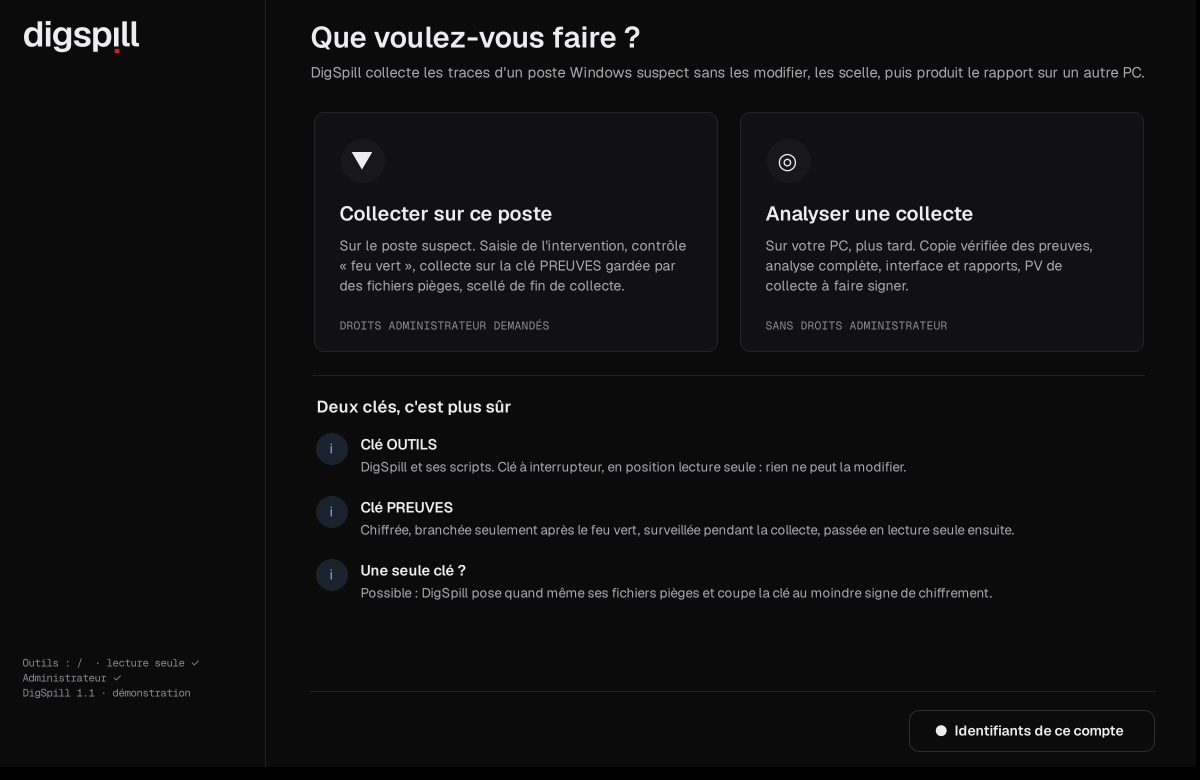 digspill
Que voulez-vous faire ?
DigSpill collecte les traces d'un poste Windows suspect sans les modifier, les scelle, puis produit le rapport sur un autre PC.
Collecter sur ce poste
Sur le poste suspect. Saisie de l'intervention, contrôle
« feu vert », collecte sur la clé PREUVES gardée par
des fichiers pièges, scellé de fin de collecte.
DROITS ADMINISTRATEUR DEMANDÉS
Analyser une collecte
Sur votre PC, plus tard. Copie vérifiée des preuves,
analyse complète, interface et rapports, PV de
collecte à faire signer.
SANS DROITS ADMINISTRATEUR
Deux clés, c'est plus sûr
i
Clé OUTILS
DigSpill et ses scripts. Clé à interrupteur, en position lecture seule : rien ne peut la modifier.
i
Clé PREUVES
Chiffrée, branchée seulement après le feu vert, surveillée pendant la collecte, passée en lecture seule ensuite.
i
Une seule clé ?
Possible : DigSpill pose quand même ses fichiers pièges et coupe la clé au moindre signe de chiffrement.
Outils : / · lecture seule ✓
Administrateur ✓
DigSpill 1.1 · démonstration
● Identifiants de ce compte